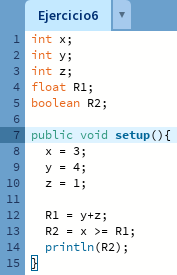 Ejercicio6
▼
1 int x;
2 int y;
3 int z;
4 float R1;
5 boolean R2;
6
7 public void setup(){
8 x = 3;
9 y = 4;
10 z = 1;
11
12 R1 = y+z;
13 R2 = x >= R1;
14 println(R2);
15 }